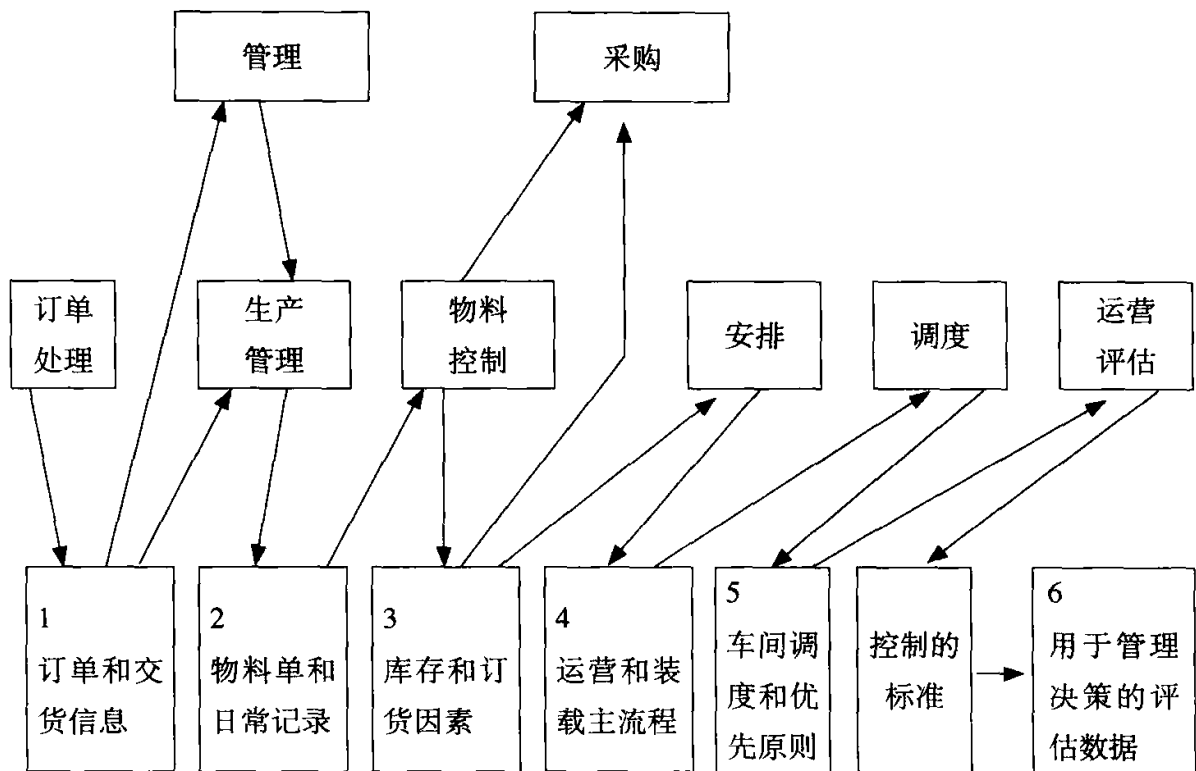 管理
采购
订单
处理
生产
管理
物料
控制
安排
调度
运营
评估
1
订单和交
货信息
2
物料单和
日常记录
3
库存和订
货因素
4
运营和装
载主流程
5
车间调
度和优
先原则
控制的
标准
6
用于管理
决策的评
估数据